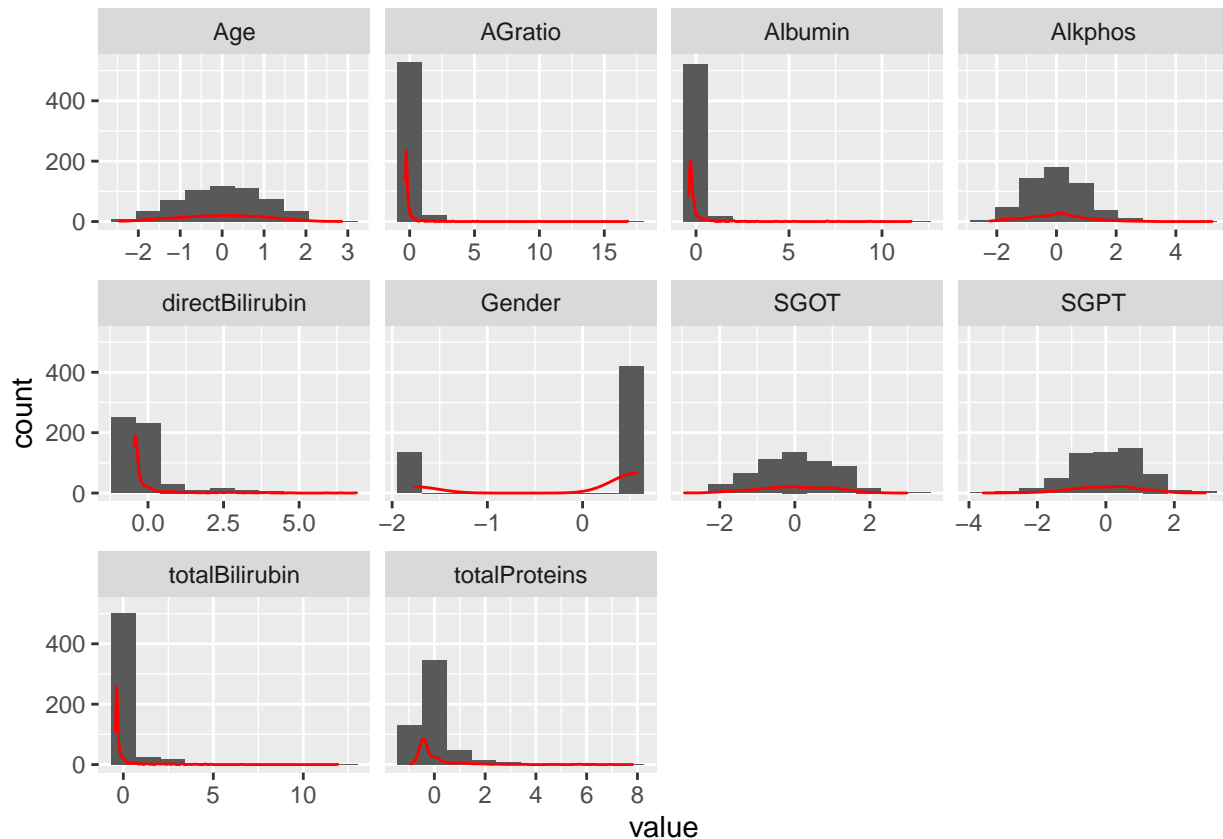 Age AGratio Albumin Alkphos
400
200
0
−2 −1 0 1 2 3 0 5 10 15 0 5 10 −2 0 2 4
directBilirubin Gender SGOT SGPT
count
400
200
0
0.0 2.5 5.0 −2 −1 0 −2 0 2 −4 −2 0 2
totalBilirubin totalProteins
400
200
0
0 5 10 0 2 4 6 8
value